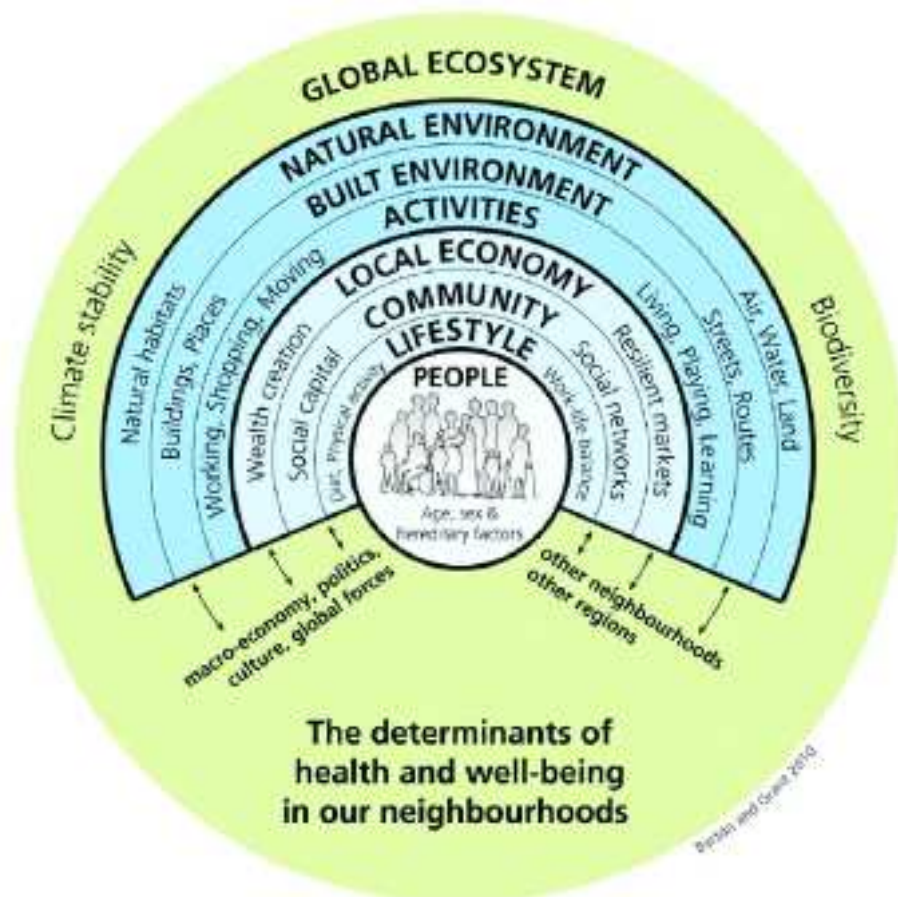 GLOBAL ECOSYSTEM
NATURAL ENVIRONMENT
BUILT ENVIRONMENT
ACTIVITIES
LOCAL ECONOMY
COMMUNITY
LIFESTYLE
PEOPLE
Climate stability
Natural habitats
Buildings, Places
Working, Shopping, Moving
Wealth creation
Social capital
Diet, Physical activity
Work-life balance
Social networks
Resilient markets
Living, Playing, Learning
Streets, Routes
Air, Water, Land
Biodiversity
Age, sex &
hereditary factors
macro-economy, politics,
culture, global forces
other neighbourhoods
other regions
The determinants of
health and well-being
in our neighbourhoods
Barton and Grant 2010